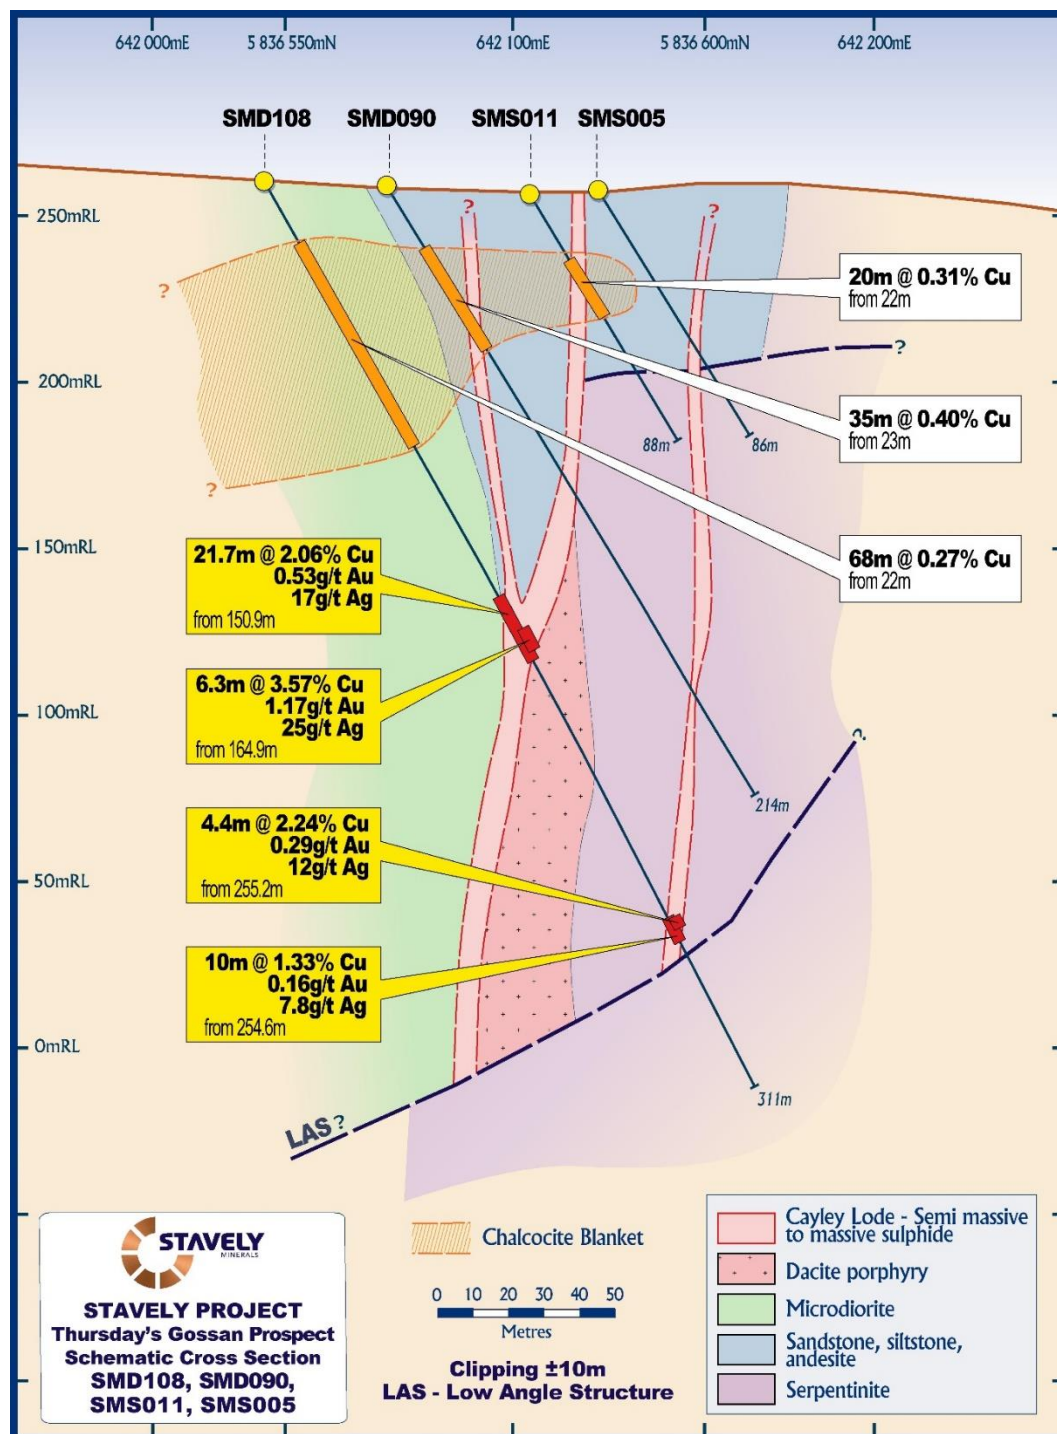 642 000mE
5 836 550mN
642 100mE
5 836 600mN
642 200mE
SMD108
SMD090
SMS011
SMS005
250mRL
?
?
20m @ 0.31% Cu
from 22m
?
?
200mRL
35m @ 0.40% Cu
from 23m
88m
86m
?
150mRL
21.7m @ 2.06% Cu
0.53g/t Au
17g/t Ag
from 150.9m
68m @ 0.27% Cu
from 22m
6.3m @ 3.57% Cu
1.17g/t Au
25g/t Ag
from 164.9m
100mRL
?
214m
4.4m @ 2.24% Cu
0.29g/t Au
12g/t Ag
from 255.2m
50mRL
10m @ 1.33% Cu
0.16g/t Au
7.8g/t Ag
from 254.6m
0mRL
311m
LAS ?
STAVELY
MINERALS
STAVELY PROJECT
Thursday's Gossan Prospect
Schematic Cross Section
SMD108, SMD090,
SMS011, SMS005
Chalcocite Blanket
0 10 20 30 40 50
Metres
Clipping ±10m
LAS - Low Angle Structure
Cayley Lode - Semi massive
to massive sulphide
Dacite porphyry
Microdiorite
Sandstone, siltstone,
andesite
Serpentinite